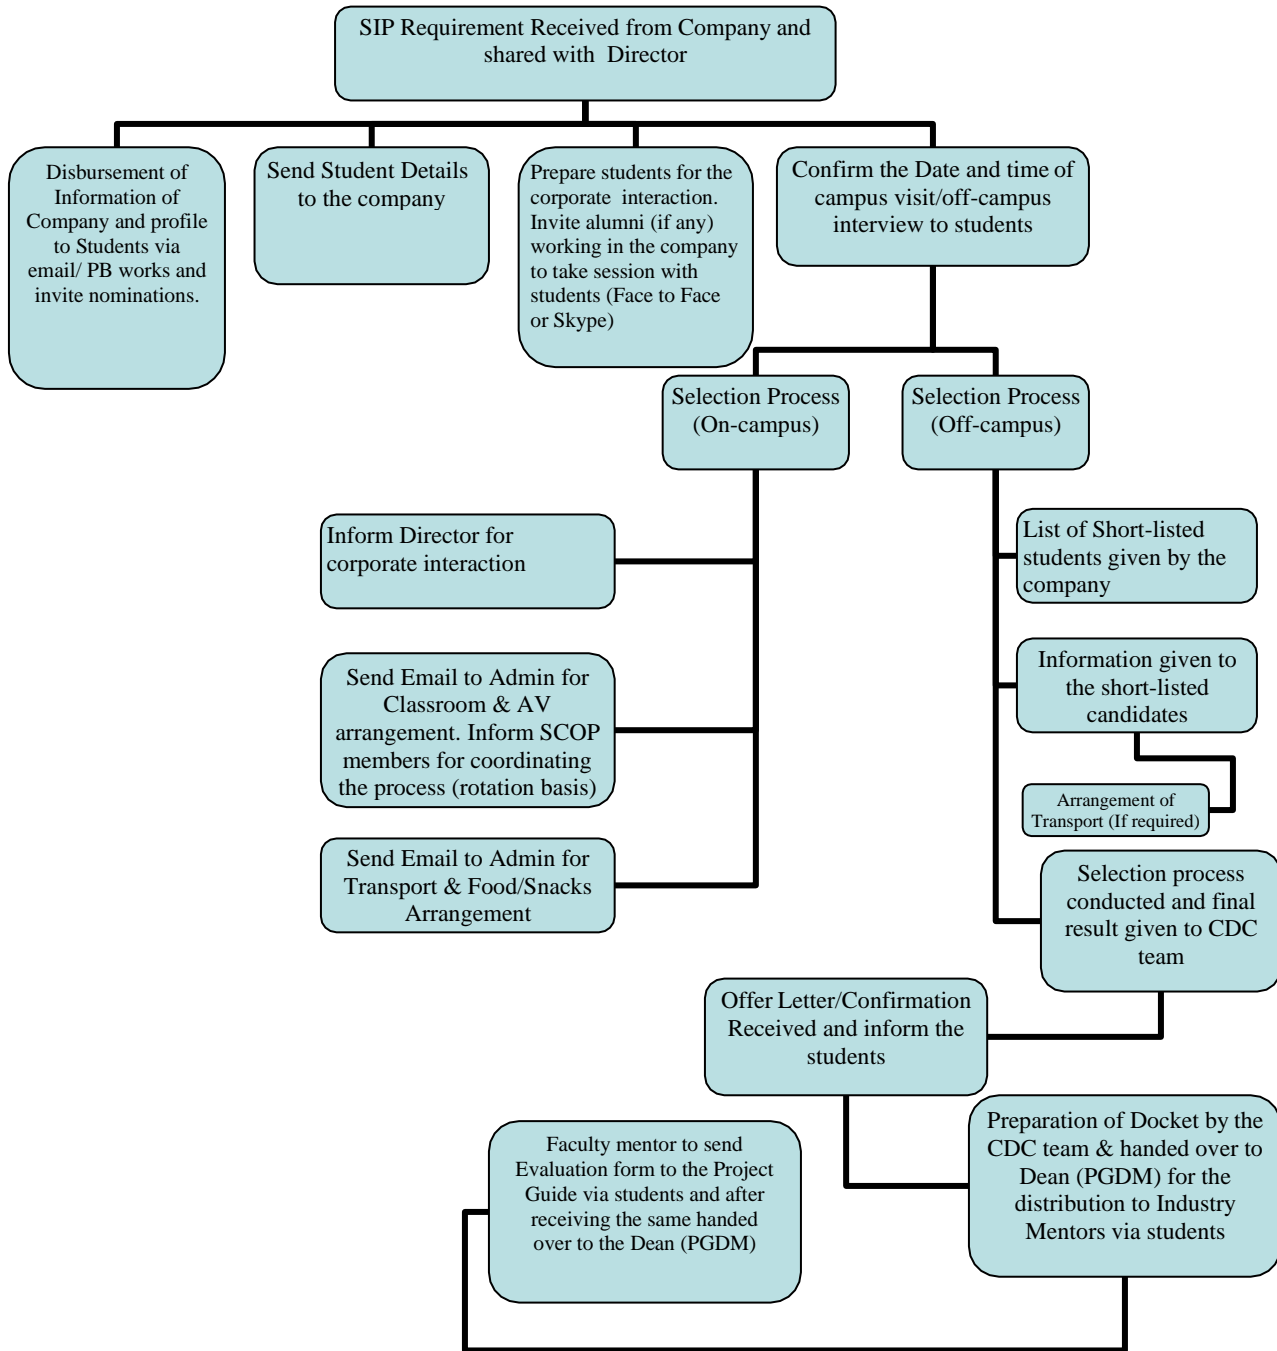 SIP Requirement Received from Company and
shared with Director
Disbursement of
Information of
Company and profile
to Students via
email/ PB works and
invite nominations.
Send Student Details
to the company
Prepare students for the
corporate interaction.
Invite alumni (if any)
working in the company
to take session with
students (Face to Face
or Skype)
Confirm the Date and time of
campus visit/off-campus
interview to students
Selection Process
(On-campus)
Selection Process
(Off-campus)
Inform Director for
corporate interaction
Send Email to Admin for
Classroom & AV
arrangement. Inform SCOP
members for coordinating
the process (rotation basis)
Send Email to Admin for
Transport & Food/Snacks
Arrangement
List of Short-listed
students given by the
company
Information given to
the short-listed
candidates
Arrangement of
Transport (If required)
Selection process
conducted and final
result given to CDC
team
Offer Letter/Confirmation
Received and inform the
students
Preparation of Docket by the
CDC team & handed over to
Dean (PGDM) for the
distribution to Industry
Mentors via students
Faculty mentor to send
Evaluation form to the Project
Guide via students and after
receiving the same handed
over to the Dean (PGDM)